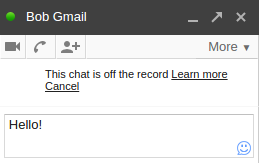 Bob Gmail
More
This chat is off the record Learn more
Cancel
Hello!